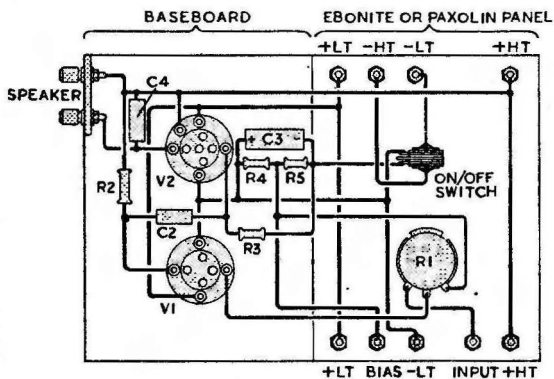 BASEBOARD
EBONITE OR PAXOLIN PANEL
+LT -HT -LT +HT
SPEAKER
C4
+ C3 -
V2
R4 R5
ON/OFF
SWITCH
R2
C2
R3
R1
V1
+LT BIAS -LT INPUT +HT